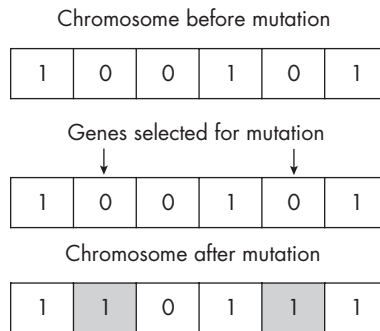 Chromosome before mutation
1 0 0 1 0 1
Genes selected for mutation
1 0 0 1 0 1
Chromosome after mutation
1 1 0 1 1 1